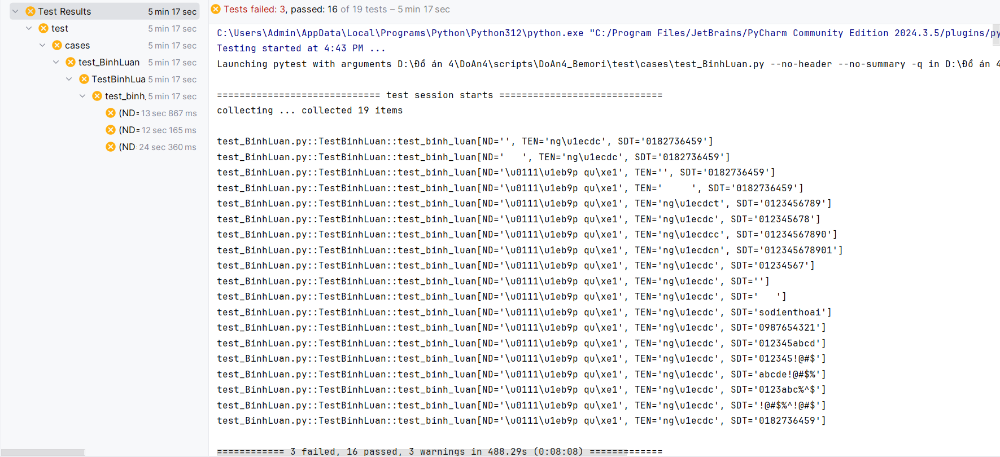 Test Results 5 min 17 sec
test 5 min 17 sec
cases 5 min 17 sec
test_BinhLuan 5 min 17 sec
TestBinhLua 5 min 17 sec
test_binh. 5 min 17 sec
(ND= 13 sec 867 ms
(ND= 12 sec 165 ms
(ND 24 sec 360 ms
Tests failed: 3, passed: 16 of 19 tests – 5 min 17 sec
C:\Users\Admin\AppData\Local\Programs\Python\Python312\python.exe "C:/Program Files/JetBrains/PyCharm Community Edition 2024.3.5/plugins/py
Testing started at 4:43 PM ...
Launching pytest with arguments D:\Đồ án 4\DoAn4\scripts\DoAn4_Bemori\test\cases\test_BinhLuan.py --no-header --no-summary -q in D:\Đồ án 4
============================= test session starts =============================
collecting ... collected 19 items
test_BinhLuan.py::TestBinhLuan::test_binh_luan[ND='', TEN='ng\u1ecdc', SDT='0182736459']
test_BinhLuan.py::TestBinhLuan::test_binh_luan[ND='   ', TEN='ng\u1ecdc', SDT='0182736459']
test_BinhLuan.py::TestBinhLuan::test_binh_luan[ND='\u0111\u1eb9p qu\xe1', TEN='', SDT='0182736459']
test_BinhLuan.py::TestBinhLuan::test_binh_luan[ND='\u0111\u1eb9p qu\xe1', TEN='     ', SDT='0182736459']
test_BinhLuan.py::TestBinhLuan::test_binh_luan[ND='\u0111\u1eb9p qu\xe1', TEN='ng\u1ecdct', SDT='0123456789']
test_BinhLuan.py::TestBinhLuan::test_binh_luan[ND='\u0111\u1eb9p qu\xe1', TEN='ng\u1ecdc', SDT='012345678']
test_BinhLuan.py::TestBinhLuan::test_binh_luan[ND='\u0111\u1eb9p qu\xe1', TEN='ng\u1ecdcc', SDT='01234567890']
test_BinhLuan.py::TestBinhLuan::test_binh_luan[ND='\u0111\u1eb9p qu\xe1', TEN='ng\u1ecdcn', SDT='012345678901']
test_BinhLuan.py::TestBinhLuan::test_binh_luan[ND='\u0111\u1eb9p qu\xe1', TEN='ng\u1ecdc', SDT='01234567']
test_BinhLuan.py::TestBinhLuan::test_binh_luan[ND='\u0111\u1eb9p qu\xe1', TEN='ng\u1ecdc', SDT='']
test_BinhLuan.py::TestBinhLuan::test_binh_luan[ND='\u0111\u1eb9p qu\xe1', TEN='ng\u1ecdc', SDT='   ']
test_BinhLuan.py::TestBinhLuan::test_binh_luan[ND='\u0111\u1eb9p qu\xe1', TEN='ng\u1ecdc', SDT='sodienthoai']
test_BinhLuan.py::TestBinhLuan::test_binh_luan[ND='\u0111\u1eb9p qu\xe1', TEN='ng\u1ecdc', SDT='0987654321']
test_BinhLuan.py::TestBinhLuan::test_binh_luan[ND='\u0111\u1eb9p qu\xe1', TEN='ng\u1ecdc', SDT='012345abcd']
test_BinhLuan.py::TestBinhLuan::test_binh_luan[ND='\u0111\u1eb9p qu\xe1', TEN='ng\u1ecdc', SDT='012345!@#$']
test_BinhLuan.py::TestBinhLuan::test_binh_luan[ND='\u0111\u1eb9p qu\xe1', TEN='ng\u1ecdc', SDT='abcde!@#$%']
test_BinhLuan.py::TestBinhLuan::test_binh_luan[ND='\u0111\u1eb9p qu\xe1', TEN='ng\u1ecdc', SDT='0123abc%^$']
test_BinhLuan.py::TestBinhLuan::test_binh_luan[ND='\u0111\u1eb9p qu\xe1', TEN='ng\u1ecdc', SDT='!@#$%^!@#$']
test_BinhLuan.py::TestBinhLuan::test_binh_luan[ND='\u0111\u1eb9p qu\xe1', TEN='ng\u1ecdc', SDT='0182736459']
============ 3 failed, 16 passed, 3 warnings in 488.29s (0:08:08) =============